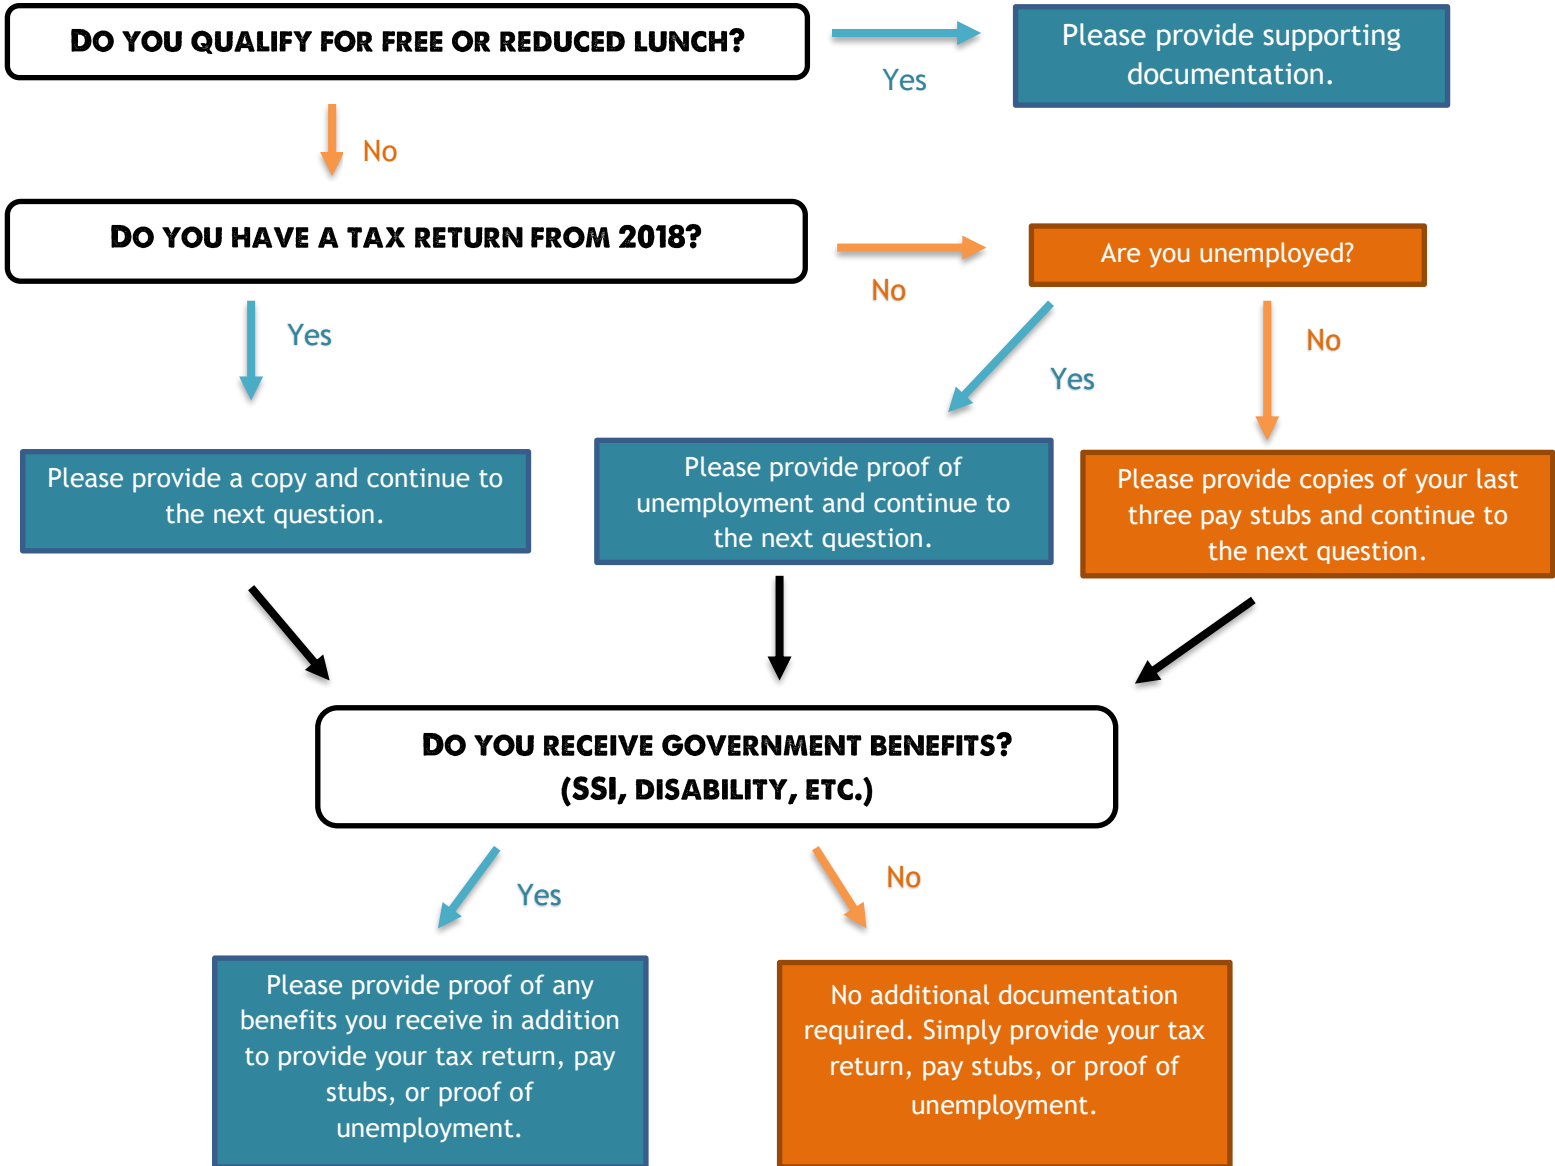 DO YOU QUALIFY FOR FREE OR REDUCED LUNCH?
Yes
Please provide supporting
documentation.
No
DO YOU HAVE A TAX RETURN FROM 2018?
No
Are you unemployed?
Yes
Yes
No
Please provide a copy and continue to
the next question.
Please provide proof of
unemployment and continue to
the next question.
Please provide copies of your last
three pay stubs and continue to
the next question.
DO YOU RECEIVE GOVERNMENT BENEFITS?
(SSI, DISABILITY, ETC.)
Yes
No
Please provide proof of any
benefits you receive in addition
to provide your tax return, pay
stubs, or proof of
unemployment.
No additional documentation
required. Simply provide your tax
return, pay stubs, or proof of
unemployment.